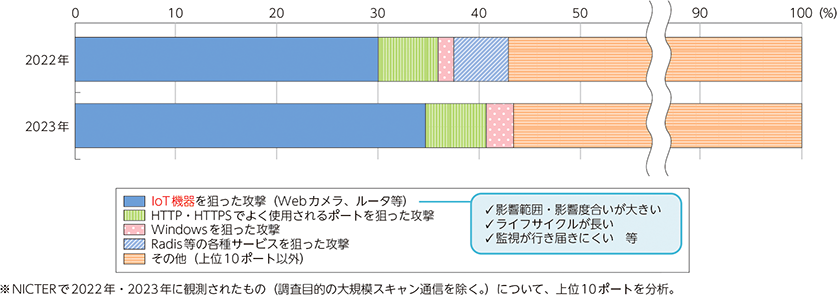 0 10 20 30 40 90 100 (%)
2022年
2023年
IoT機器を狙った攻撃（Webカメラ、ルータ等）
HTTP・HTTPSでよく使用されるポートを狙った攻撃
Windowsを狙った攻撃
Radis等の各種サービスを狙った攻撃
その他（上位10ポート以外）
✓影響範囲・影響度合いが大きい
✓ライフサイクルが長い
✓監視が行き届きにくい　等
※NICTERで2022年・2023年に観測されたもの（調査目的の大規模スキャン通信を除く。）について、上位10ポートを分析。